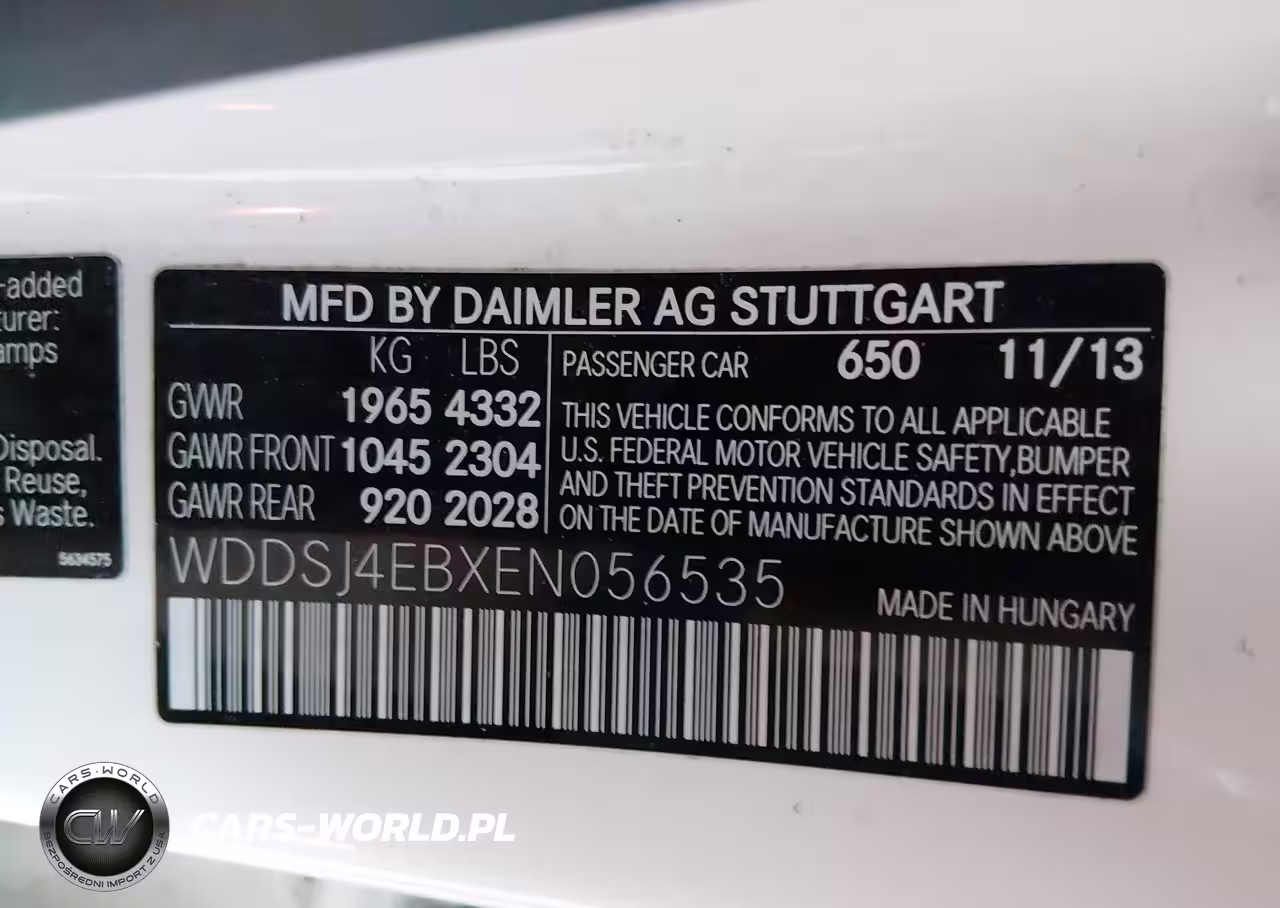 -added
turer:
amps
Disposal.
Reuse,
s Waste.
5634575
MFD BY DAIMLER AG STUTTGART
KG LBS
GVWR 1965 4332
GAWR FRONT 1045 2304
GAWR REAR 920 2028
PASSENGER CAR 650 11/13
THIS VEHICLE CONFORMS TO ALL APPLICABLE
U.S. FEDERAL MOTOR VEHICLE SAFETY,BUMPER
AND THEFT PREVENTION STANDARDS IN EFFECT
ON THE DATE OF MANUFACTURE SHOWN ABOVE
WDDSJ4EBXEN056535
MADE IN HUNGARY
CARS-WORLD
CW
BEZPOŚREDNI IMPORT Z USA
CARS-WORLD.PL